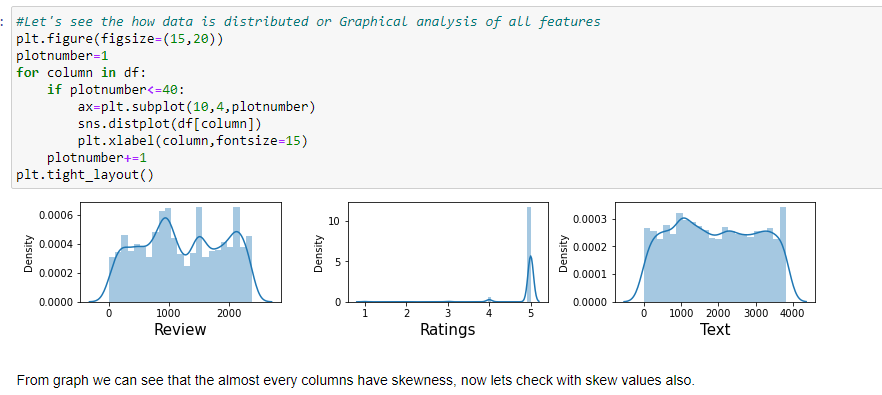 : #Let's see the how data is distributed or Graphical analysis of all features
plt.figure(figsize=(15,20))
plotnumber=1
for column in df:
    if plotnumber<=40:
        ax=plt.subplot(10,4,plotnumber)
        sns.distplot(df[column])
        plt.xlabel(column,fontsize=15)
    plotnumber+=1
plt.tight_layout()
Density
0.0006
0.0004
0.0002
0.0000
0 1000 2000
Review
Density
10
5
0
1 2 3 4 5
Ratings
Density
0.0003
0.0002
0.0001
0.0000
0 1000 2000 3000 4000
Text
From graph we can see that the almost every columns have skewness, now lets check with skew values also.